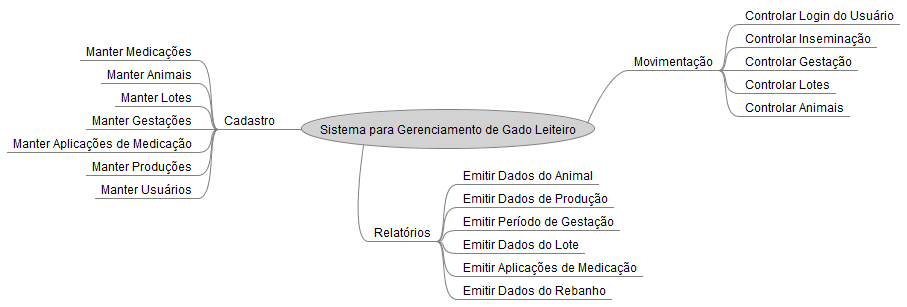 Sistema para Gerenciamento de Gado Leiteiro
Cadastro
Manter Medicações
Manter Animais
Manter Lotes
Manter Gestações
Manter Aplicações de Medicação
Manter Produções
Manter Usuários
Movimentação
Controlar Login do Usuário
Controlar Inseminação
Controlar Gestação
Controlar Lotes
Controlar Animais
Relatórios
Emitir Dados do Animal
Emitir Dados de Produção
Emitir Período de Gestação
Emitir Dados do Lote
Emitir Aplicações de Medicação
Emitir Dados do Rebanho